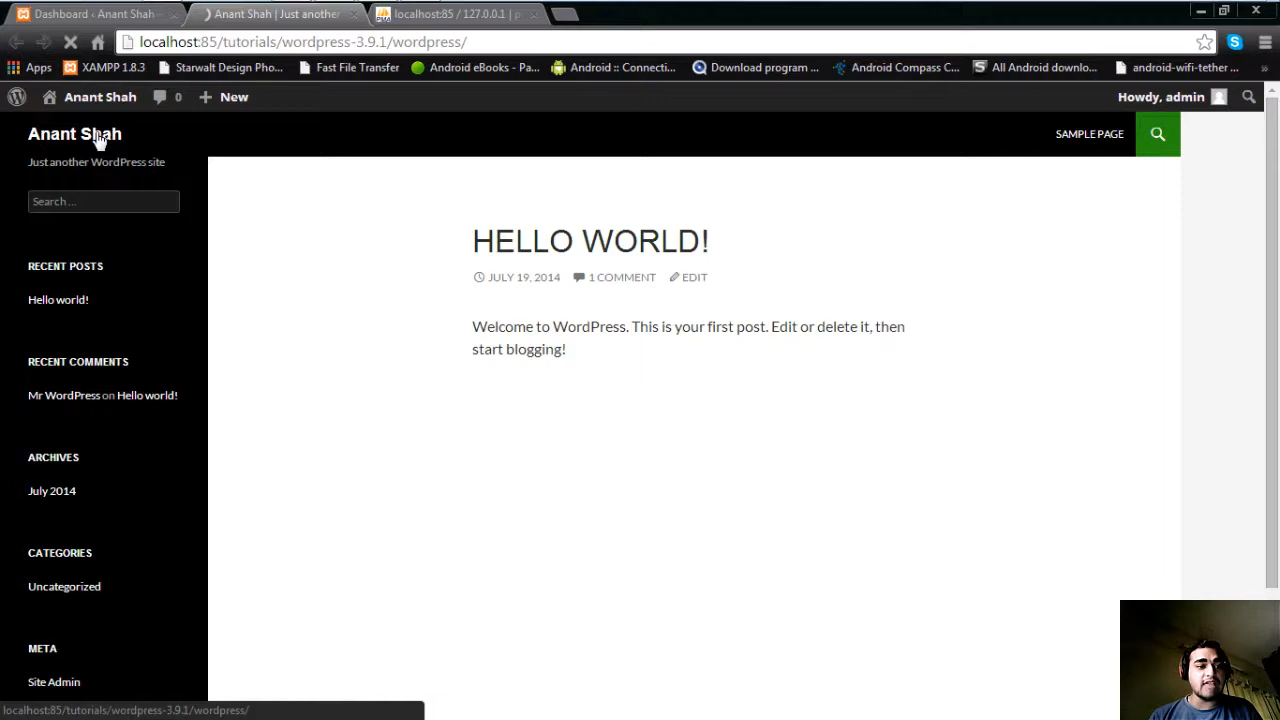 Dashboard ‹ Anant Shah
Anant Shah | Just another
localhost:85 / 127.0.0.1 | p
localhost:85/tutorials/wordpress-3.9.1/wordpress/
Apps
XAMPP 1.8.3
Starwalt Design Pho...
Fast File Transfer
Android eBooks - Pa...
Android :: Connecti...
Download program ...
Android Compass C...
All Android downlo...
android-wifi-tether ...
»
Anant Shah
0
New
Howdy, admin
Anant Shah
SAMPLE PAGE
Just another WordPress site
Search ...
HELLO WORLD!
JULY 19, 2014
1 COMMENT
EDIT
Welcome to WordPress. This is your first post. Edit or delete it, then
start blogging!
RECENT POSTS
Hello world!
RECENT COMMENTS
Mr WordPress on Hello world!
ARCHIVES
July 2014
CATEGORIES
Uncategorized
META
Site Admin
localhost:85/tutorials/wordpress-3.9.1/wordpress/